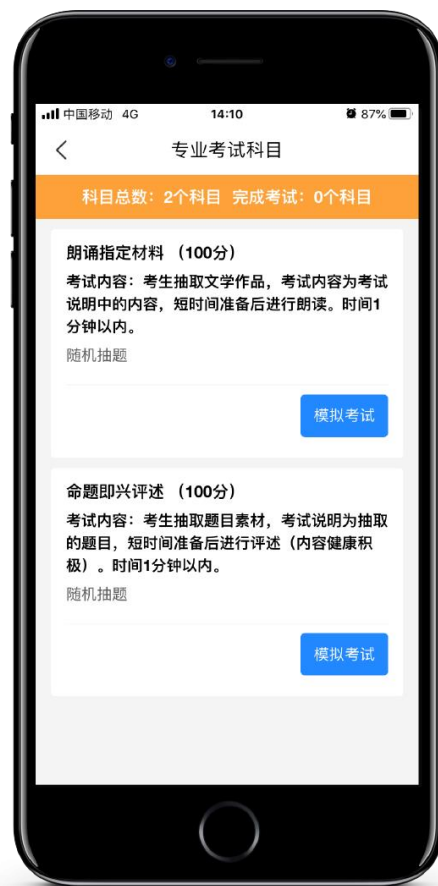 中国移动 4G 14:10 87%
专业考试科目
科目总数：2个科目 完成考试：0个科目
朗诵指定材料 （100分）
考试内容：考生抽取文学作品，考试内容为考试
说明中的内容，短时间准备后进行朗读。时间1
分钟以内。
随机抽题
模拟考试
命题即兴评述 （100分）
考试内容：考生抽取题目素材，考试说明为抽取
的题目，短时间准备后进行评述（内容健康积
极）。时间1分钟以内。
随机抽题
模拟考试